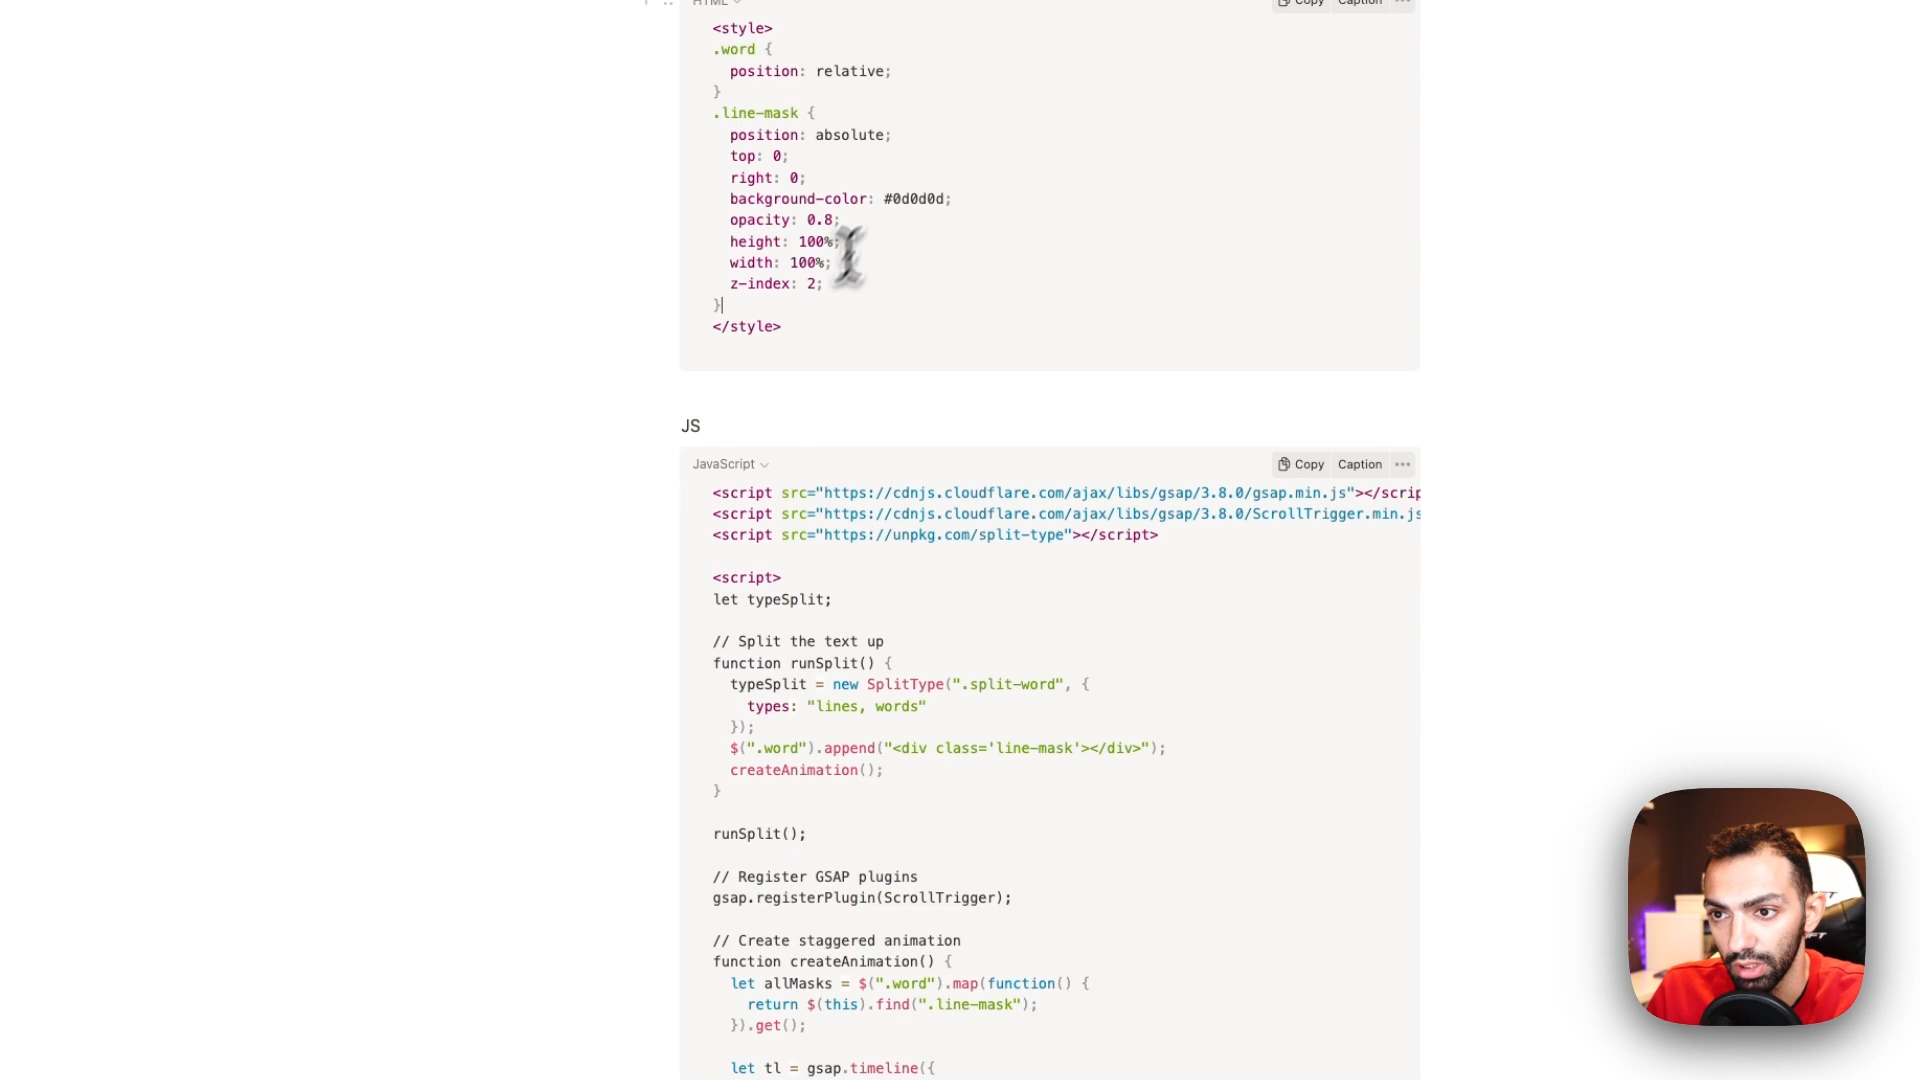 HTML
Copy Caption
<style>
.word {
position: relative;
}
.line-mask {
position: absolute;
top: 0;
right: 0;
background-color: #0d0d0d;
opacity: 0.8;
height: 100%;
width: 100%;
z-index: 2;
}
</style>
JS
JavaScript
Copy Caption
<script src="https://cdnjs.cloudflare.com/ajax/libs/gsap/3.8.0/gsap.min.js"></scrip
<script src="https://cdnjs.cloudflare.com/ajax/libs/gsap/3.8.0/ScrollTrigger.min.js
<script src="https://unpkg.com/split-type"></script>
<script>
let typeSplit;
// Split the text up
function runSplit() {
typeSplit = new SplitType(".split-word", {
types: "lines, words"
});
$(".word").append("<div class='line-mask'></div>");
createAnimation();
}
runSplit();
// Register GSAP plugins
gsap.registerPlugin(ScrollTrigger);
// Create staggered animation
function createAnimation() {
let allMasks = $(".word").map(function() {
return $(this).find(".line-mask");
}).get();
let tl = gsap.timeline({